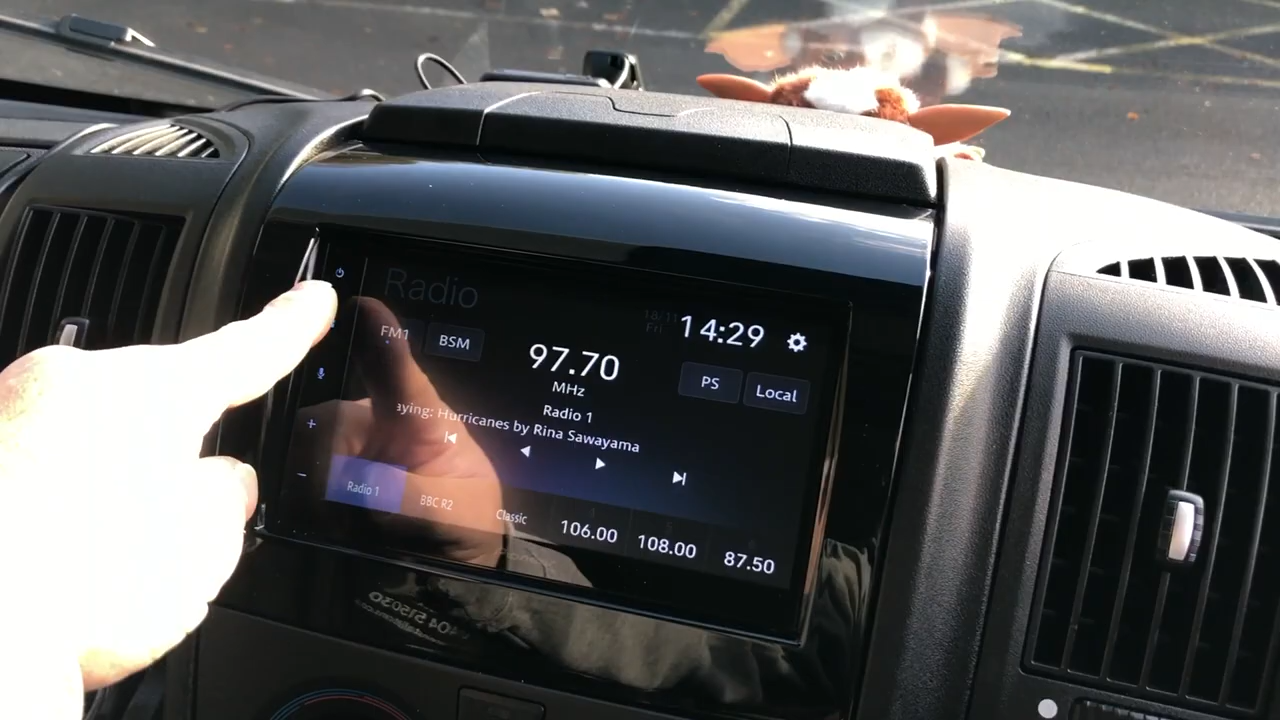 Radio
18/11
Fri
14:29
FM1
BSM
97.70
MHz
PS
Local
Radio 1
aying: Hurricanes by Rina Sawayama
+
-
Radio 1
BBC R2
Classic
106.00
108.00
87.50